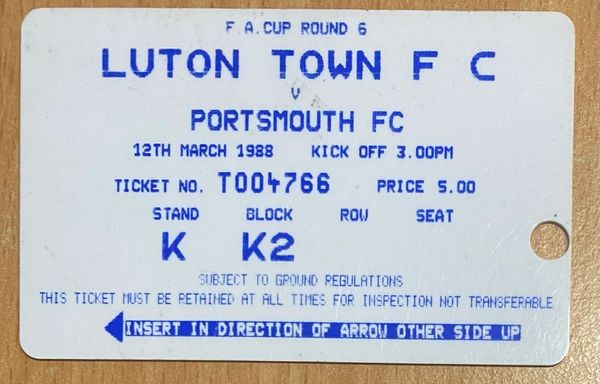 F.A.CUP ROUND 6
LUTON TOWN F C
V
PORTSMOUTH FC
12TH MARCH 1988 KICK OFF 3.00PM
TICKET NO. T004766 PRICE 5.00
STAND BLOCK ROW SEAT
K K2
SUBJECT TO GROUND REGULATIONS
THIS TICKET MUST BE RETAINED AT ALL TIMES FOR INSPECTION NOT TRANSFERABLE
INSERT IN DIRECTION OF ARROW OTHER SIDE UP